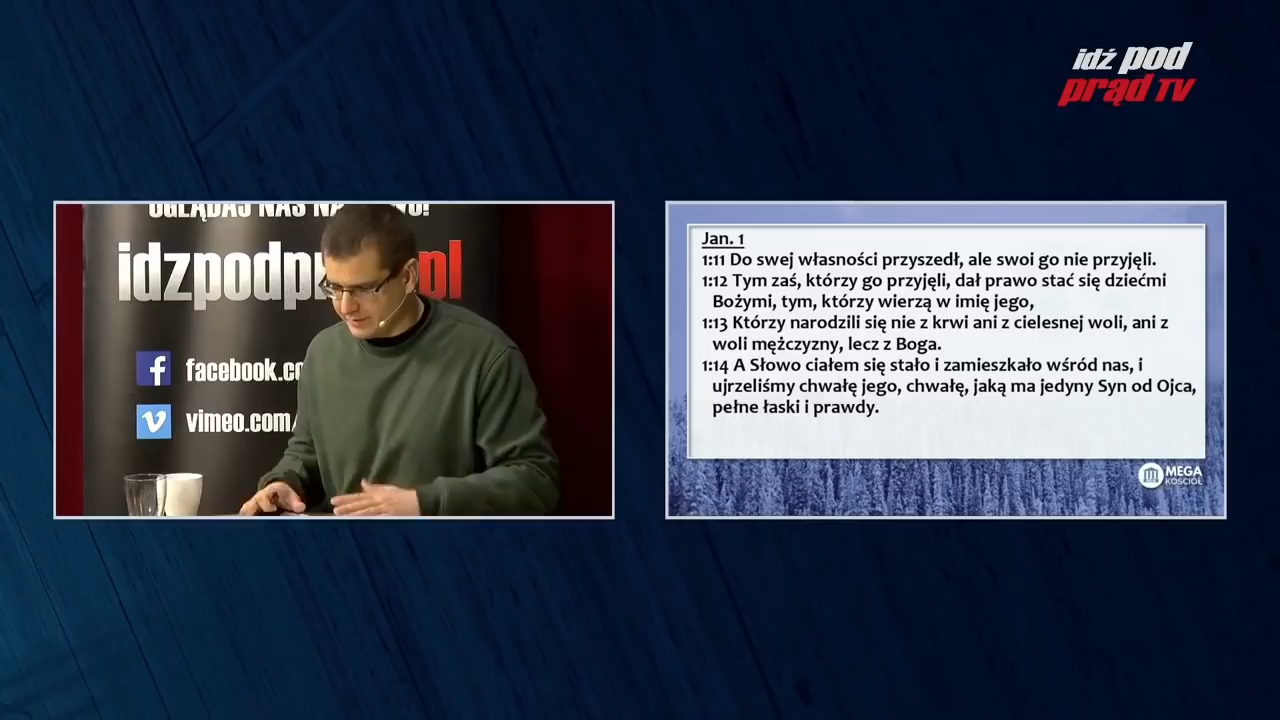 idź pod
prąd TV
OGLĄDAJ NAS NA
idzpodpr pl
facebook.co
vimeo.com/
Jan. 1
1:11 Do swej własności przyszedł, ale swoi go nie przyjęli.
1:12 Tym zaś, którzy go przyjęli, dał prawo stać się dziećmi
Bożymi, tym, którzy wierzą w imię jego,
1:13 Którzy narodzili się nie z krwi ani z cielesnej woli, ani z
woli mężczyzny, lecz z Boga.
1:14 A Słowo ciałem się stało i zamieszkało wśród nas, i
ujrzeliśmy chwałę jego, chwałę, jaką ma jedyny Syn od Ojca,
pełne łaski i prawdy.
MEGA
KOŚCIÓŁ